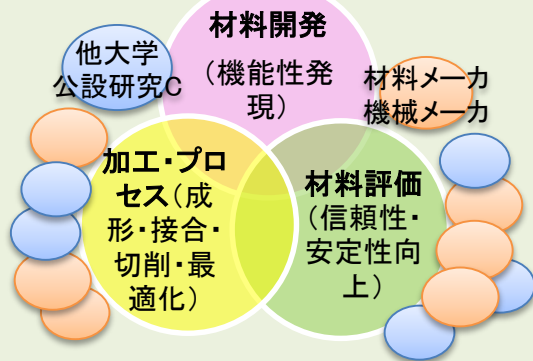 材料開発
(機能性発
現)
他大学
公設研究C
材料メーカ
機械メーカ
加工・プロ
セス(成
形・接合・
切削・最
適化)
材料評価
(信頼性・
安定性向
上)